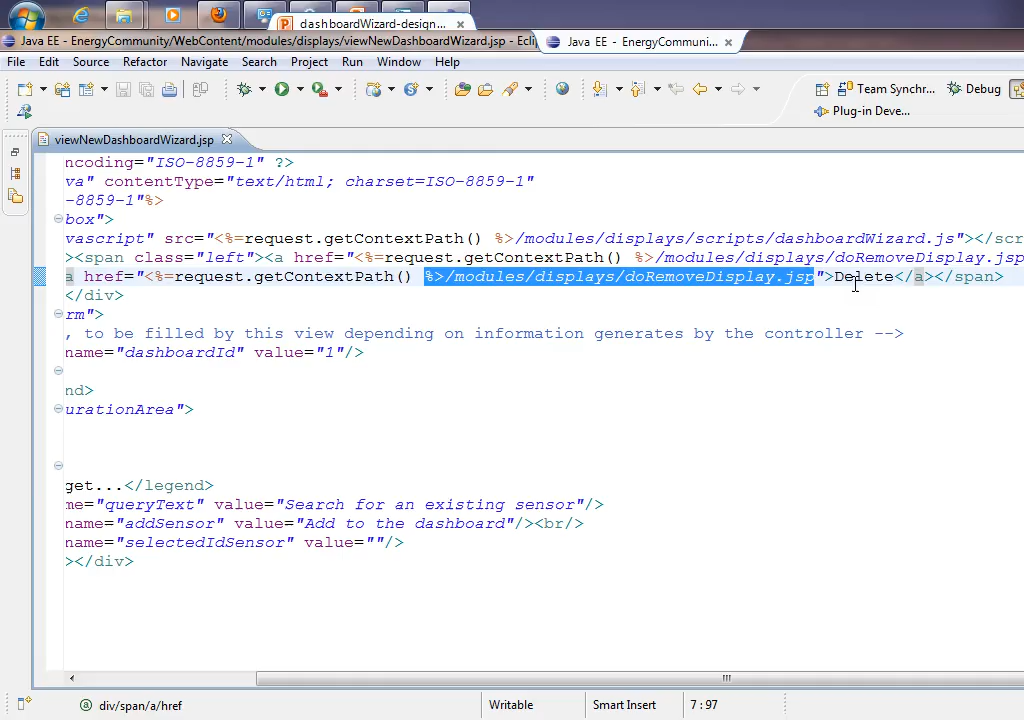 dashboardWizard-design...
Java EE - EnergyCommunity/WebContent/modules/displays/viewNewDashboardWizard.jsp - Ecli
Java EE - EnergyCommuni...
File Edit Source Refactor Navigate Search Project Run Window Help
Team Synchr...
Debug
Plug-in Deve...
viewNewDashboardWizard.jsp
ncoding="ISO-8859-1" ?>
va" contentType="text/html; charset=ISO-8859-1"
-8859-1"%>
box">
vascript" src="<%=request.getContextPath() %>/modules/displays/scripts/dashboardWizard.js"></scr
><span class="left"><a href="<%=request.getContextPath() %>/modules/displays/doRemoveDisplay.jsp
a href="<%=request.getContextPath() %>/modules/displays/doRemoveDisplay.jsp">Delete</a></span>
</div>
rm">
, to be filled by this view depending on information generates by the controller -->
name="dashboardId" value="1"/>
nd>
urationArea">
get...</legend>
me="queryText" value="Search for an existing sensor"/>
name="addSensor" value="Add to the dashboard"/><br/>
name="selectedIdSensor" value=""/>
></div>
div/span/a/href
Writable
Smart Insert
7 : 97